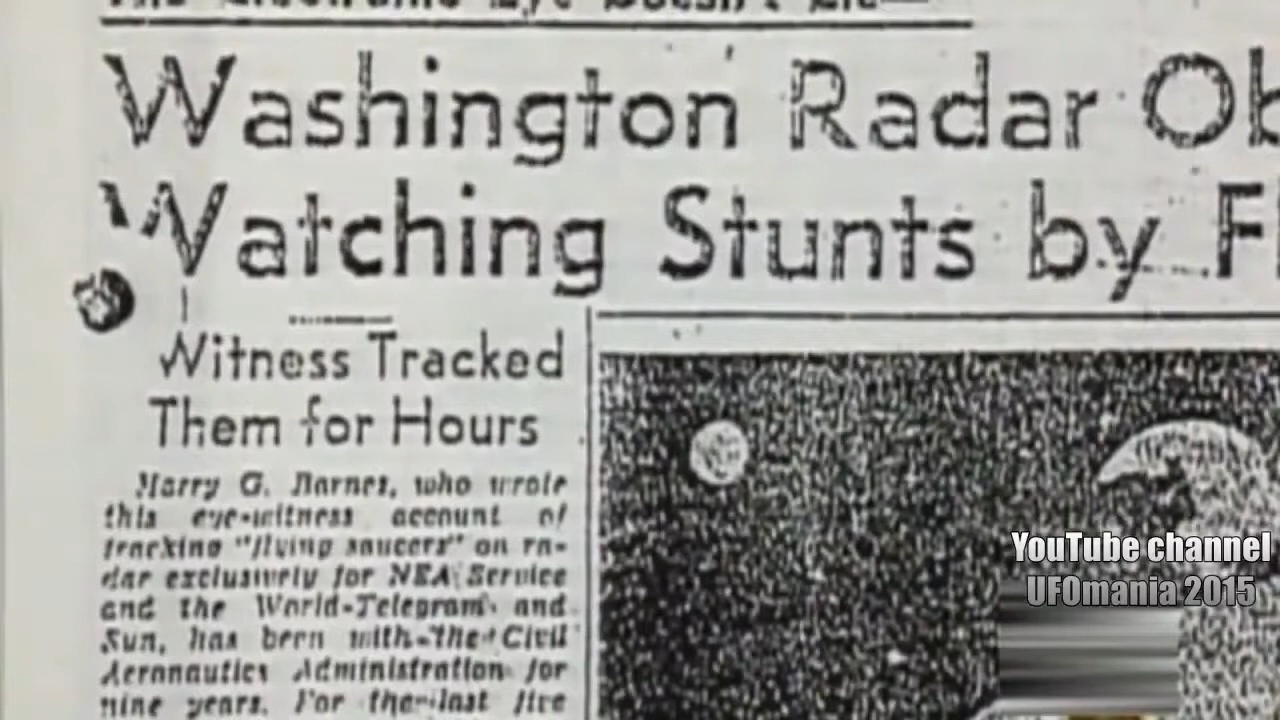 Washington Radar Ob
Watching Stunts by Fl
Witness Tracked
Them for Hours
Harry G. Barnes, who wrote
this eye-witness account of
tracking "flying saucers" on ra-
dar exclusively for NEA Service
and the World-Telegram and
Sun, has been with the Civil
Aeronautics Administration for
nine years. For the last five
YouTube channel
UFOmania 2015